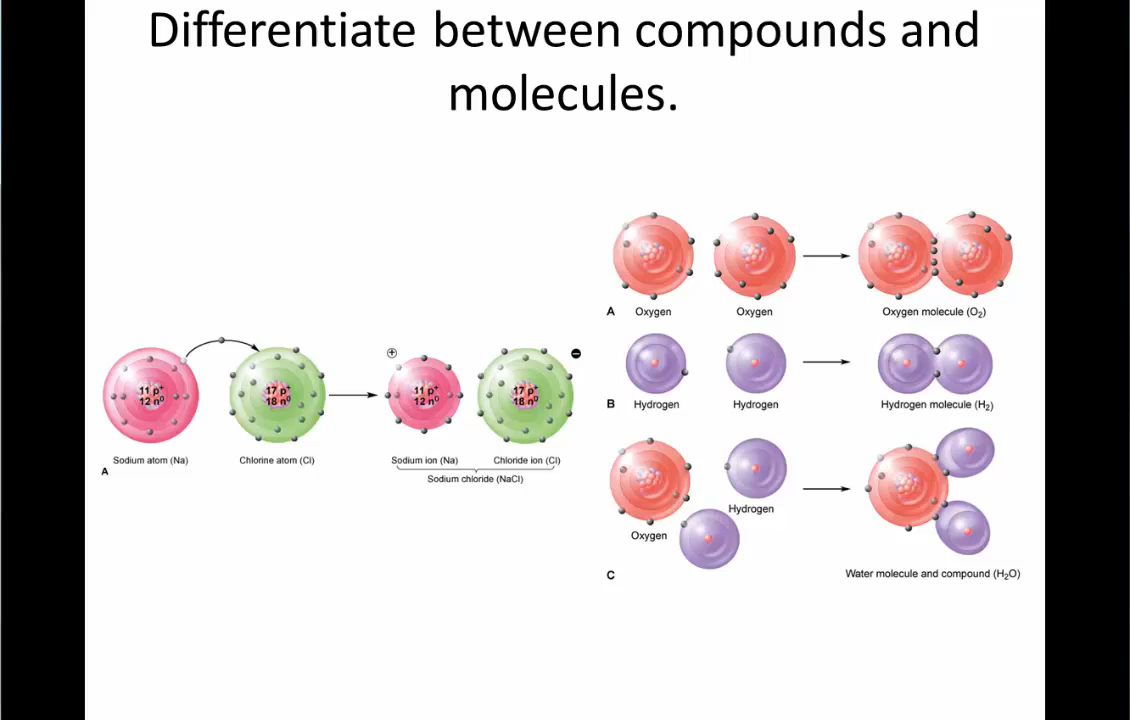 Differentiate between compounds and
molecules.
11 p⁺
12 n⁰
17 p⁺
18 n⁰
11 p⁺
12 n⁰
17 p⁺
18 n⁰
Sodium atom (Na)
Chlorine atom (Cl)
Sodium ion (Na)
Chloride ion (Cl)
Sodium chloride (NaCl)
A
A
Oxygen
Oxygen
Oxygen molecule (O₂)
B
Hydrogen
Hydrogen
Hydrogen molecule (H₂)
Oxygen
Hydrogen
C
Water molecule and compound (H₂O)